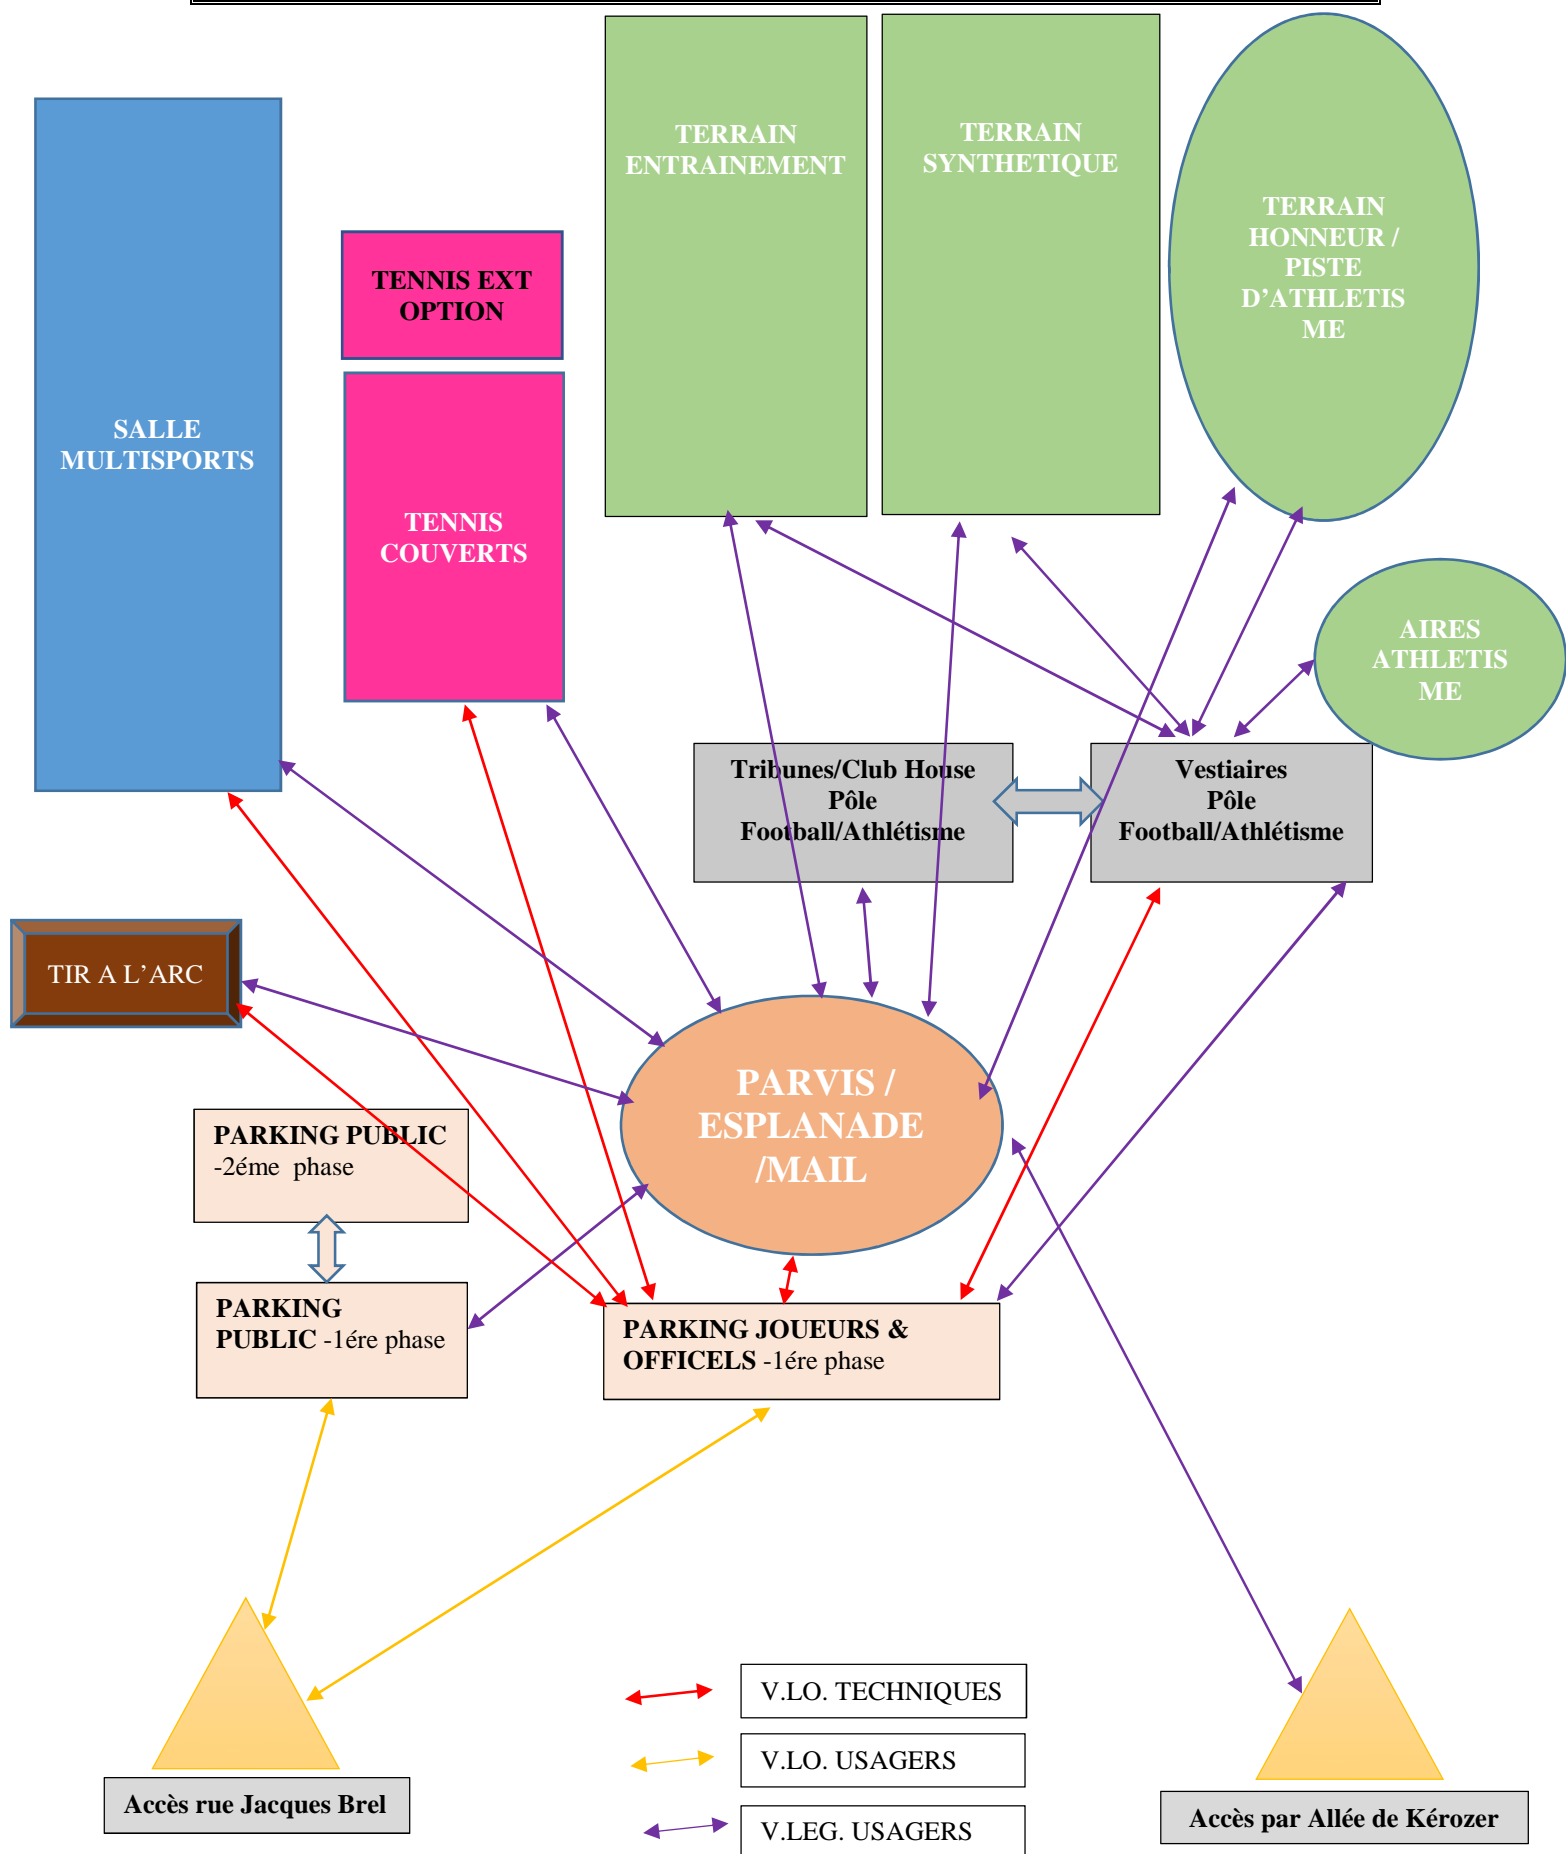 TERRAIN
ENTRAINEMENT
TERRAIN
SYNTHETIQUE
TERRAIN
HONNEUR /
PISTE
D’ATHLETIS
ME
TENNIS EXT
OPTION
SALLE
MULTISPORTS
TENNIS
COUVERTS
AIRES
ATHLETIS
ME
Tribunes/Club House
Pôle
Football/Athlétisme
Vestiaires
Pôle
Football/Athlétisme
TIR A L’ARC
PARVIS /
ESPLANADE
/MAIL
PARKING PUBLIC
-2éme phase
PARKING
PUBLIC -1ére phase
PARKING JOUEURS &
OFFICELS -1ére phase
V.LO. TECHNIQUES
V.LO. USAGERS
V.LEG. USAGERS
Accès rue Jacques Brel
Accès par Allée de Kérozer